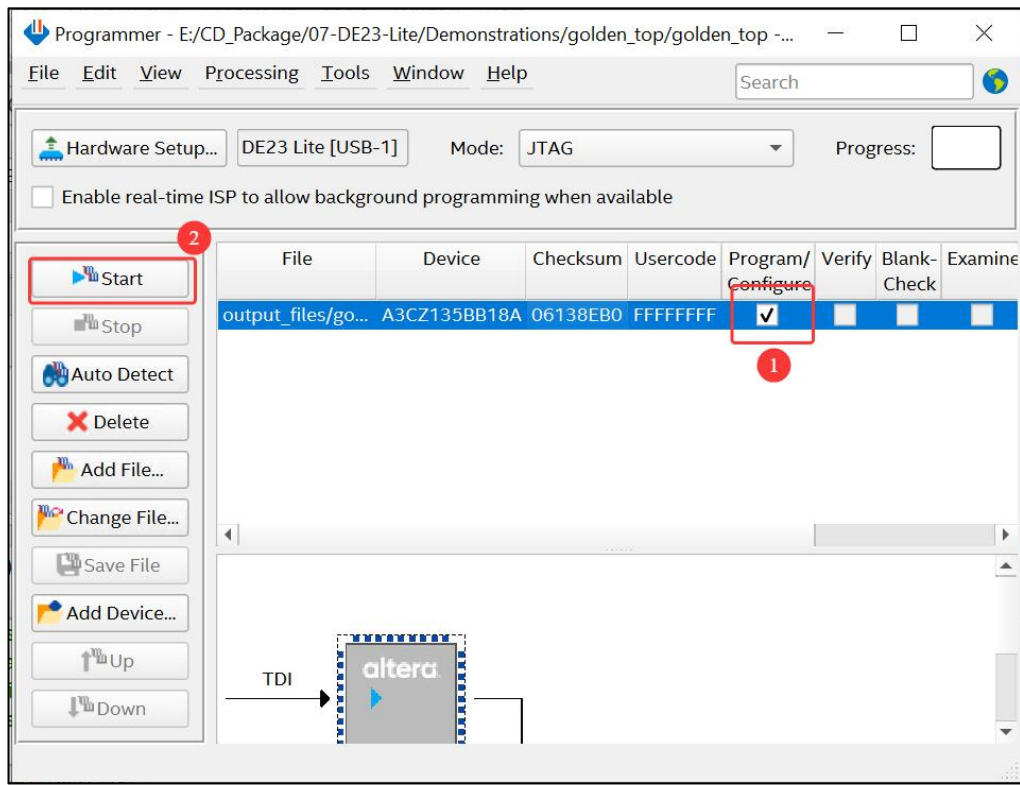 Programmer - E:/CD_Package/07-DE23-Lite/Demonstrations/golden_top/golden_top -...
File Edit View Processing Tools Window Help
Search
Hardware Setup... DE23 Lite [USB-1] Mode: JTAG Progress:
Enable real-time ISP to allow background programming when available
2
Start
Stop
Auto Detect
Delete
Add File...
Change File...
Save File
Add Device...
Up
Down
File Device Checksum Usercode Program/ Verify Blank- Examine
Configure Check
output_files/go... A3CZ135BB18A 06138EB0 FFFFFFFF
1
TDI
altera